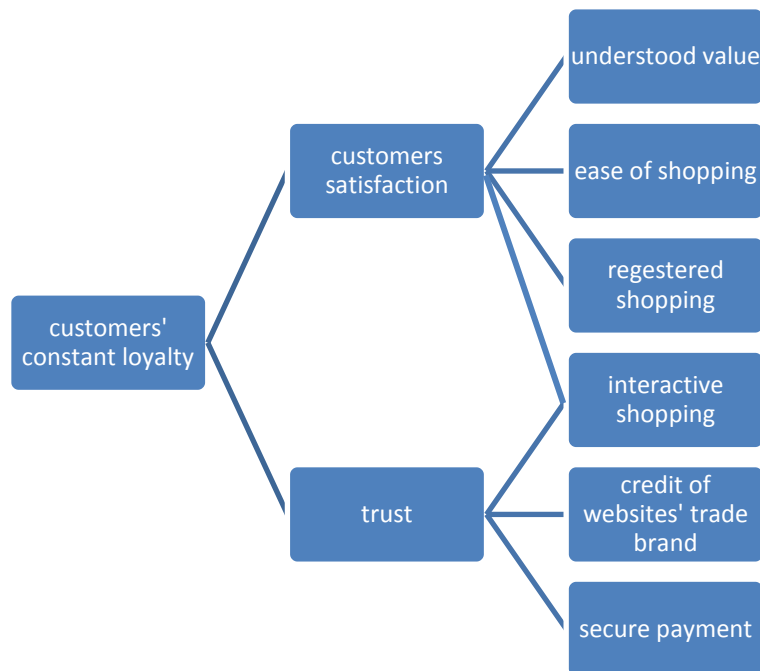 understood value
customers
satisfaction
ease of shopping
regestered
shopping
customers'
constant loyalty
interactive
shopping
trust
credit of
websites' trade
brand
secure payment